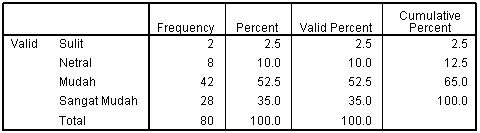 Frequency Percent Valid Percent Cumulative Percent
Valid Sulit 2 2.5 2.5 2.5
Netral 8 10.0 10.0 12.5
Mudah 42 52.5 52.5 65.0
Sangat Mudah 28 35.0 35.0 100.0
Total 80 100.0 100.0